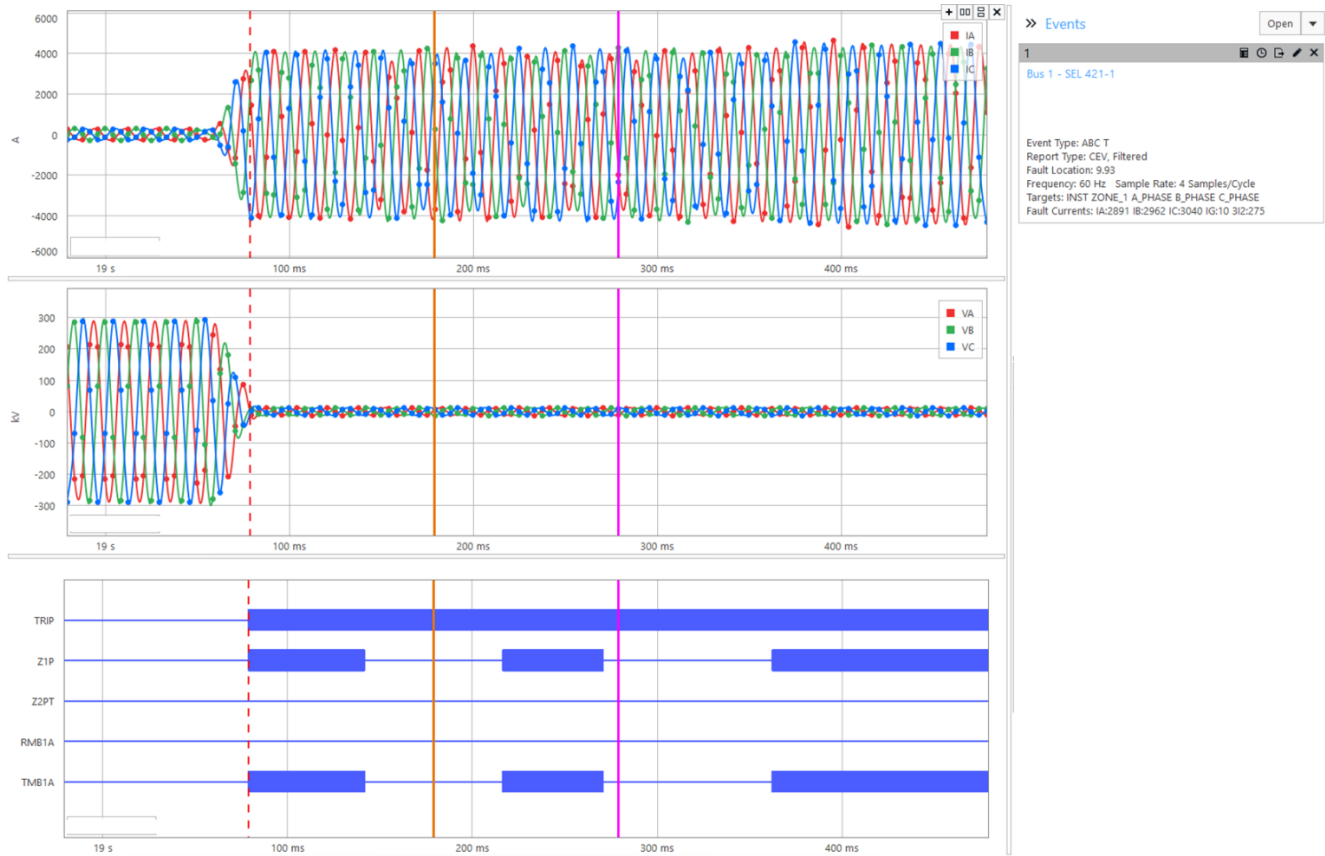 6000
4000
2000
0
-2000
-4000
-6000
A
IA
IB
IC
19 s
100 ms
200 ms
300 ms
400 ms
300
200
100
0
-100
-200
-300
kV
VA
VB
VC
19 s
100 ms
200 ms
300 ms
400 ms
TRIP
Z1P
Z2PT
RMB1A
TMB1A
19 s
100 ms
200 ms
300 ms
400 ms
Events
Open
1
Bus 1 - SEL 421-1
Event Type: ABC T
Report Type: CEV, Filtered
Fault Location: 9.93
Frequency: 60 Hz Sample Rate: 4 Samples/Cycle
Targets: INST ZONE_1 A_PHASE B_PHASE C_PHASE
Fault Currents: IA:2891 IB:2962 IC:3040 IG:10 3I2:275